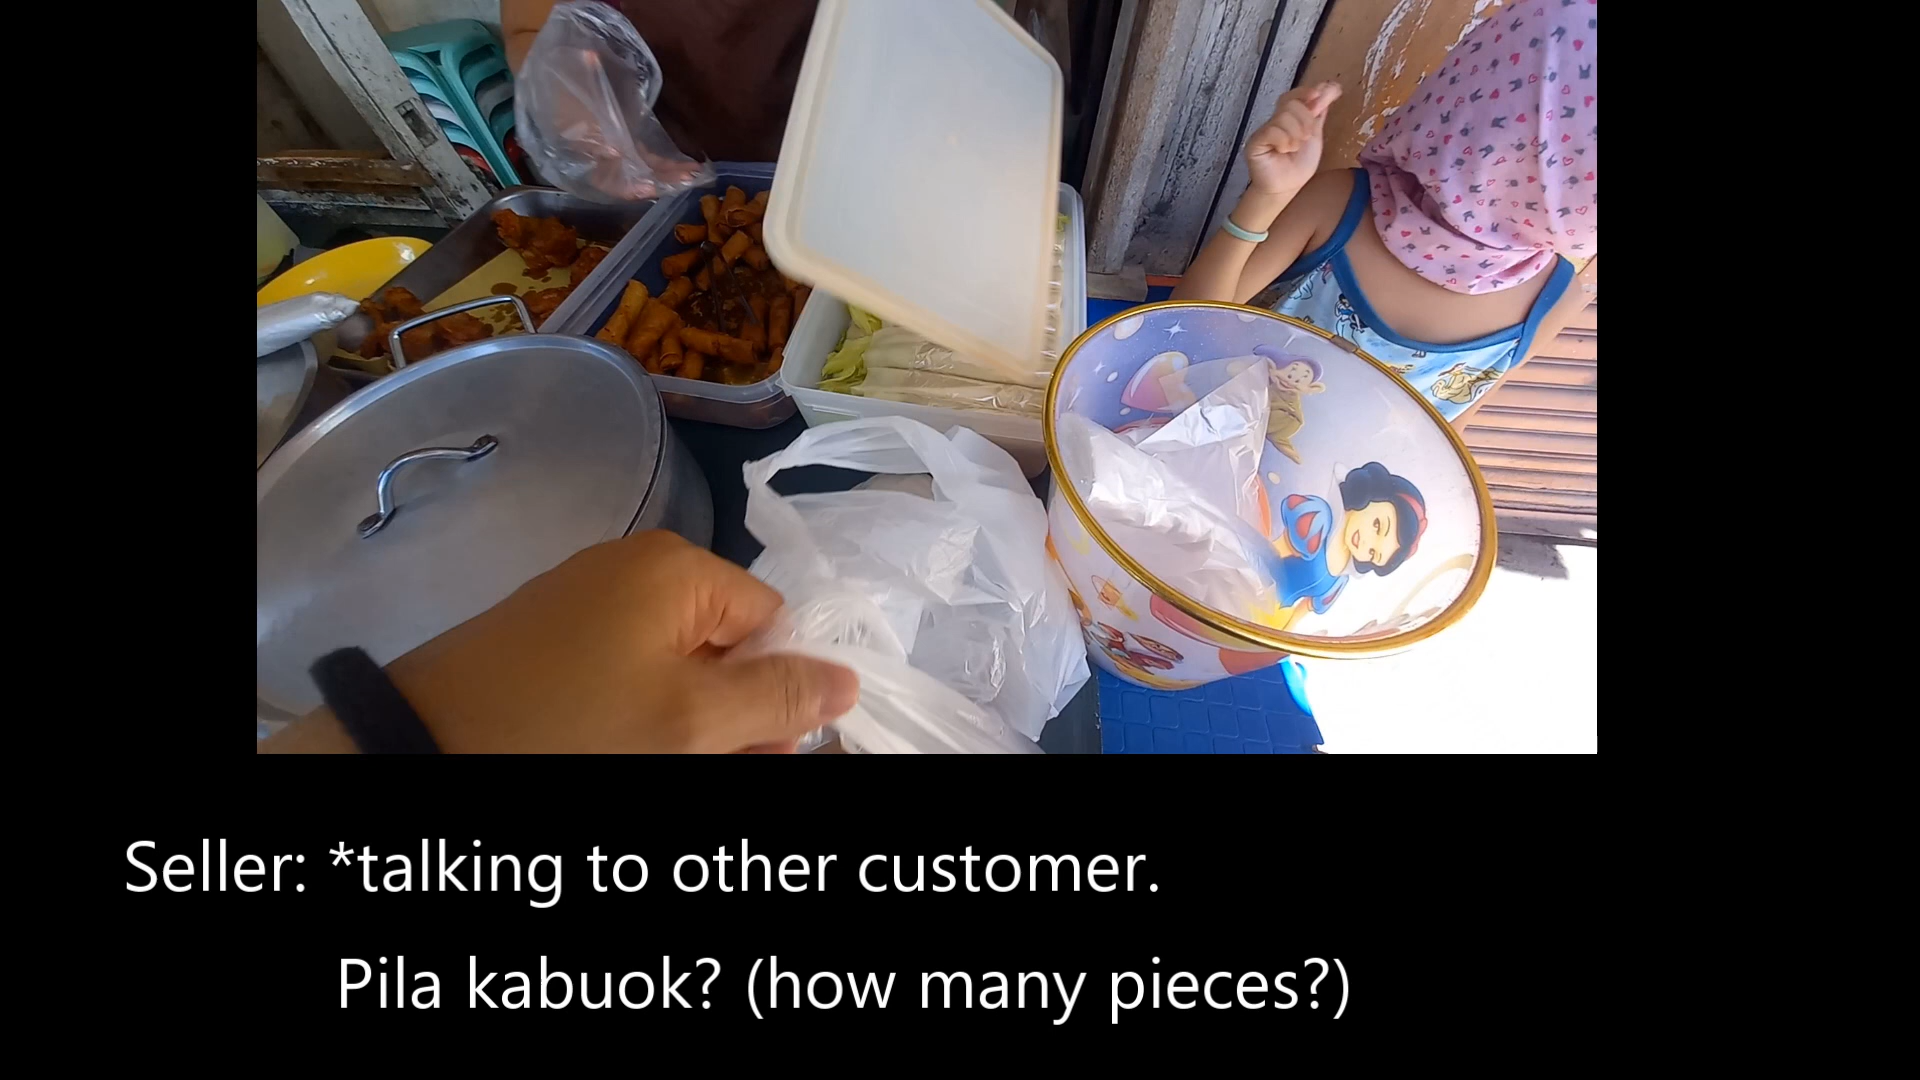 Seller: *talking to other customer.
Pila kabuok? (how many pieces?)